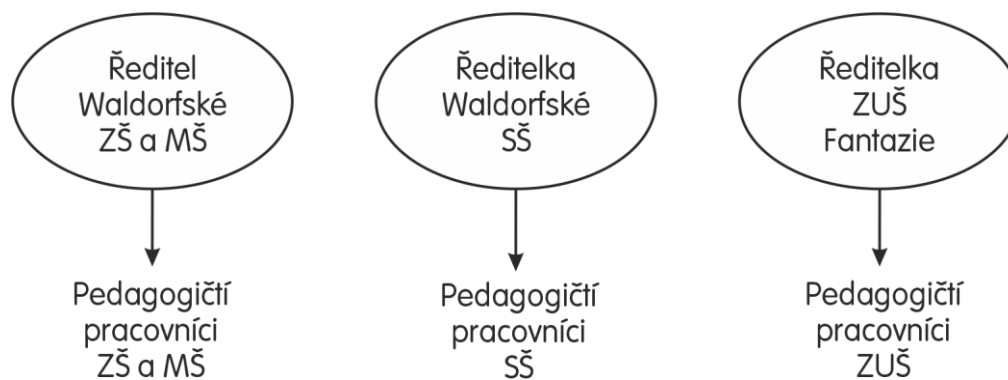 Ředitel
Waldorfské
ZŠ a MŠ
Ředitelka
Waldorfské
SŠ
Ředitelka
ZUŠ
Fantazie
Pedagogičtí
pracovníci
ZŠ a MŠ
Pedagogičtí
pracovníci
SŠ
Pedagogičtí
pracovníci
ZUŠ